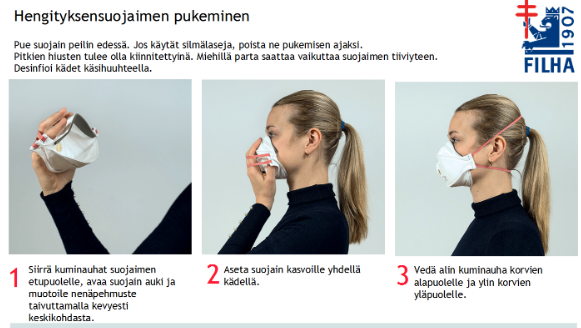 Hengityksensuojaimen pukeminen
Pue suojain peilin edessä. Jos käytät silmälaseja, poista ne pukemisen ajaksi.
Pitkien hiusten tulee olla kiinnitettyinä. Miehillä parta saattaa vaikuttaa suojaimen tiiviyteen.
Desinfioi kädet käsihuuhteella.
1907
FILHA
1 Siirrä kuminauhat suojaimen
etupuolelle, avaa suojain auki ja
muotoile nenäpehmuste
taivuttamalla kevyesti
keskikohdasta.
2 Aseta suojain kasvoille yhdellä
kädellä.
3 Vedä alin kuminauha korvien
alapuolelle ja ylin korvien
yläpuolelle.